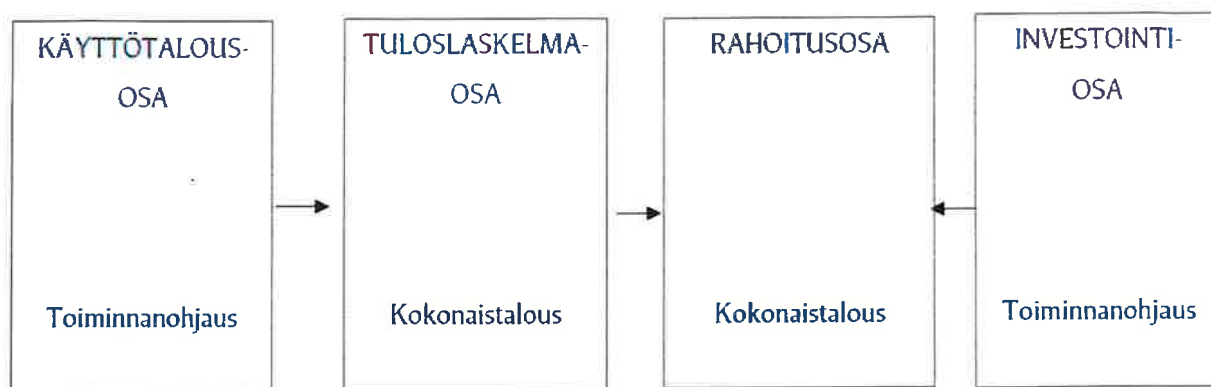 KÄYTTÖTALOUS-
OSA
Toiminnanohjaus
TULOSLASKELMA-
OSA
Kokonaistalous
RAHOITUSOSA
Kokonaistalous
INVESTOINTI-
OSA
Toiminnanohjaus